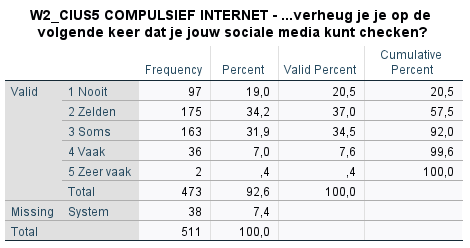 W2_CIUS5 COMPULSIEF INTERNET - ...verheug je je op de
volgende keer dat je jouw sociale media kunt checken?
Frequency Percent Valid Percent Cumulative Percent
Valid 1 Nooit 97 19,0 20,5 20,5
2 Zelden 175 34,2 37,0 57,5
3 Soms 163 31,9 34,5 92,0
4 Vaak 36 7,0 7,6 99,6
5 Zeer vaak 2 ,4 ,4 100,0
Total 473 92,6 100,0
Missing System 38 7,4
Total 511 100,0